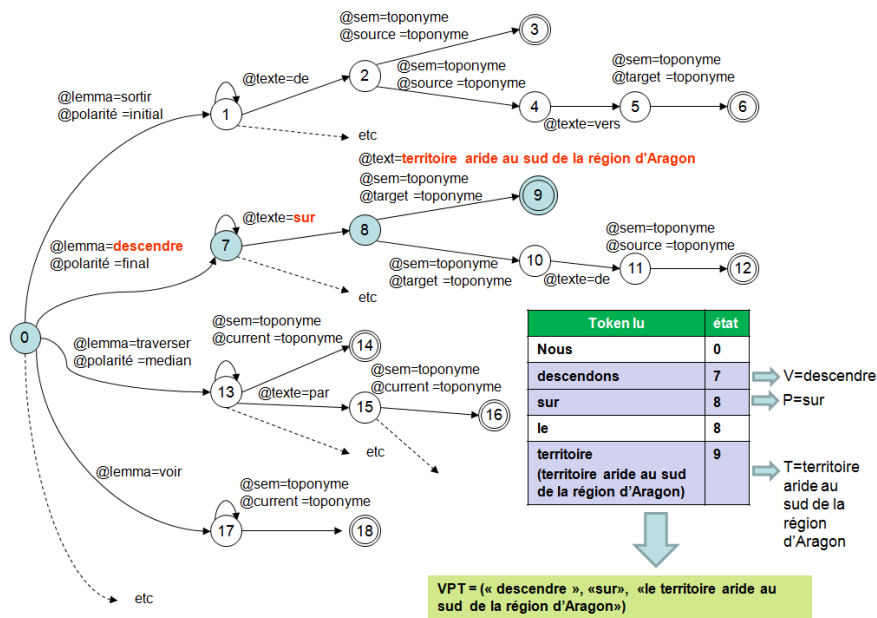 @sem=toponyme
@source =toponyme
3
@lemma=sortir
@polarité =initial
1
@texte=de
2
@sem=toponyme
@source =toponyme
4
@texte=vers
5
@sem=toponyme
@target =toponyme
6
etc
@text=territoire aride au sud de la région d'Aragon
@sem=toponyme
@target =toponyme
9
@lemma=descendre
@polarité =final
7
@texte=sur
8
@sem=toponyme
@target =toponyme
10
@texte=de
11
@sem=toponyme
@source =toponyme
12
etc
0
@lemma=traverser
@polarité =median
13
@sem=toponyme
@current =toponyme
14
@texte=par
15
@sem=toponyme
@current =toponyme
16
etc
@lemma=voir
17
@sem=toponyme
@current =toponyme
18
etc
Token lu état
Nous 0
descendons 7
V=descendre
sur 8
P=sur
le 8
territoire 9
(territoire aride au sud
de la région d’Aragon)
T=territoire
aride au
sud de la
région
d’Aragon
VPT = (« descendre », «sur», «le territoire aride au
sud de la région d’Aragon»)